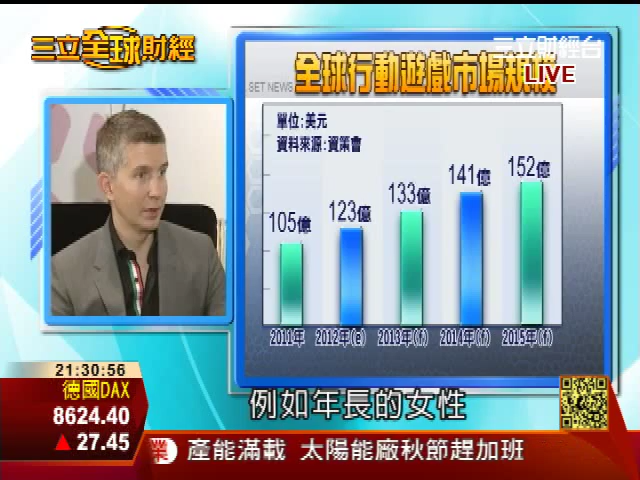 三立全球財經
三立財經台
全球行動遊戲市場規模
LIVE
SET NEWS
單位:美元
資料來源:資策會
105億
123億
133億
141億
152億
2011年
2012年(e)
2013年(f)
2014年(f)
2015年(f)
21:30:56
德國DAX
8624.40
▲ 27.45
例如年長的女性
業 產能滿載 太陽能廠秋節趕加班